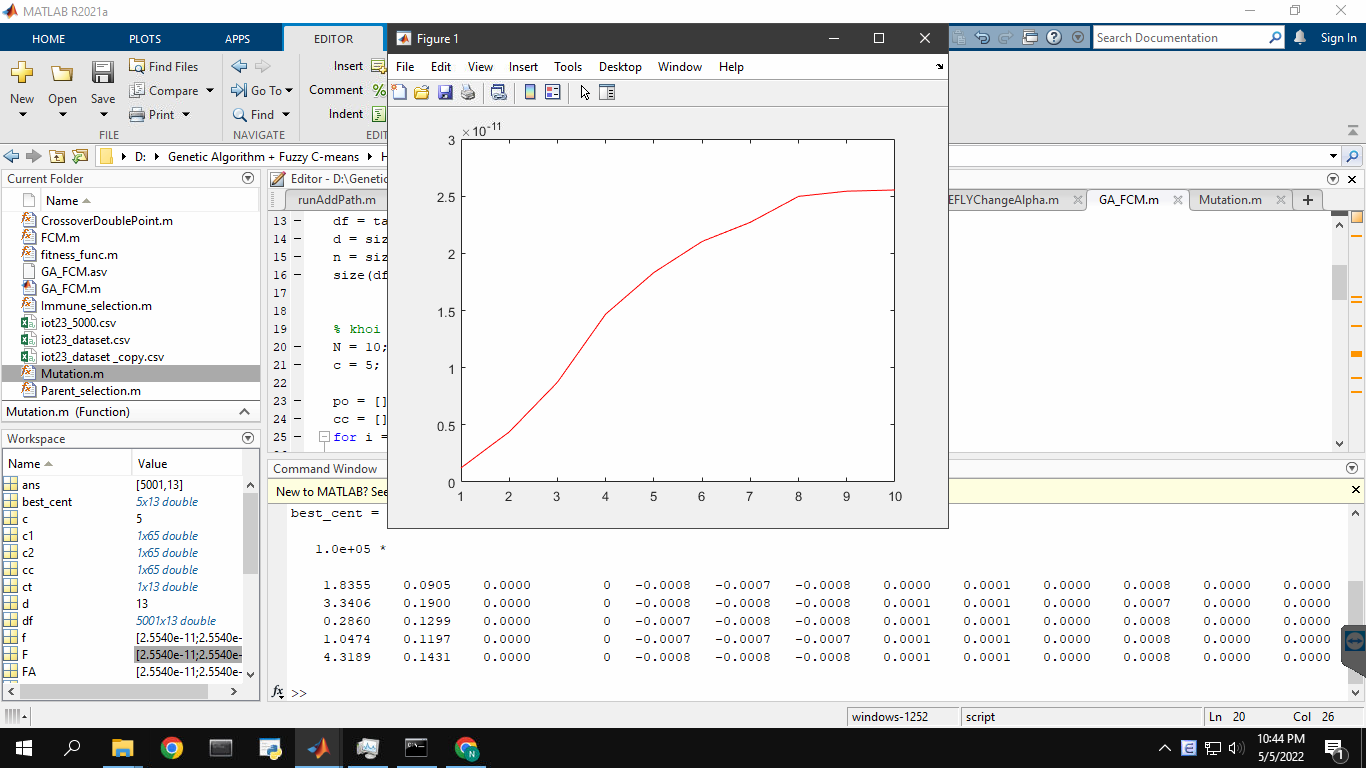 MATLAB R2021a
Figure 1
HOME PLOTS APPS EDITOR
Search Documentation
Sign In
File Edit View Insert Tools Desktop Window Help
New Open Save
Find Files
Compare
Print
Go To
Find
Insert
Comment
Indent
FILE NAVIGATE EDIT
D: Genetic Algorithm + Fuzzy C-means
Current Folder
Name
CrossoverDoublePoint.m
FCM.m
fitness_func.m
GA_FCM.asv
GA_FCM.m
Immune_selection.m
iot23_5000.csv
iot23_dataset.csv
iot23_dataset _copy.csv
Mutation.m
Parent_selection.m
Mutation.m (Function)
Workspace
Name Value
ans [5001,13]
best_cent 5x13 double
c 5
c1 1x65 double
c2 1x65 double
cc 1x65 double
ct 1x13 double
d 13
df 5001x13 double
f [2.5540e-11;2.5540e-
F [2.5540e-11;2.5540e-
FA [2.5540e-11;2.5540e-
Editor - D:\Genetic
runAddPath.m
EFLYChangeAlpha.m GA_FCM.m Mutation.m
13 df = ta
14 d = siz
15 n = siz
16 size(df
17
18
19 % khoi
20 N = 10;
21 c = 5;
22
23 po = []
24 cc = []
25 for i =
×10-11
3
2.5
2
1.5
1
0.5
0
1 2 3 4 5 6 7 8 9 10
Command Window
New to MATLAB? See
best_cent =
1.0e+05 *
1.8355 0.0905 0.0000 0 -0.0008 -0.0007 -0.0008 0.0000 0.0001 0.0000 0.0008 0.0000 0.0000
3.3406 0.1900 0.0000 0 -0.0008 -0.0008 -0.0008 0.0001 0.0001 0.0000 0.0007 0.0000 0.0000
0.2860 0.1299 0.0000 0 -0.0007 -0.0008 -0.0008 0.0001 0.0000 0.0000 0.0008 0.0000 0.0000
1.0474 0.1197 0.0000 0 -0.0007 -0.0007 -0.0007 0.0001 0.0001 0.0000 0.0008 0.0000 0.0000
4.3189 0.1431 0.0000 0 -0.0008 -0.0008 -0.0008 0.0001 0.0001 0.0000 0.0008 0.0000 0.0000
fx >>
windows-1252 script Ln 20 Col 26
10:44 PM
5/5/2022